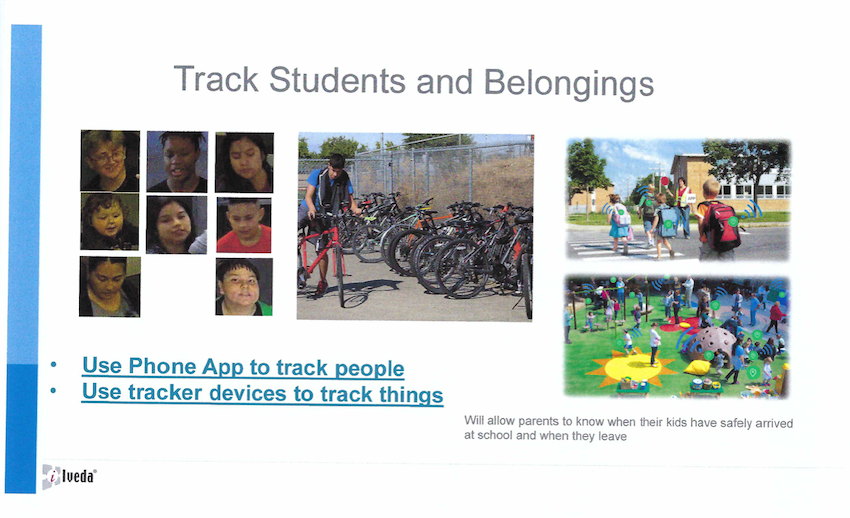 Track Students and Belongings
• Use Phone App to track people
• Use tracker devices to track things
Will allow parents to know when their kids have safely arrived
at school and when they leave
iveda®